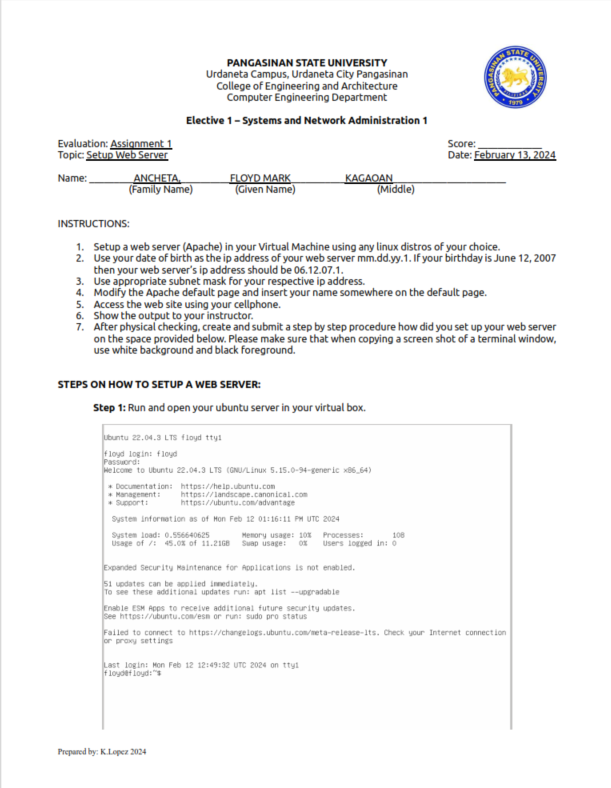 PANGASINAN STATE UNIVERSITY
Urdaneta Campus, Urdaneta City Pangasinan
College of Engineering and Architecture
Computer Engineering Department
PANGASINAN STATE UNIVERSITY
1979
Elective 1 – Systems and Network Administration 1
Evaluation: Assignment 1 Score: ____________
Topic: Setup Web Server Date: February 13, 2024
Name: ________ANCHETA,_________FLOYD MARK_________KAGAOAN____________________
(Family Name) (Given Name) (Middle)
INSTRUCTIONS:
1. Setup a web server (Apache) in your Virtual Machine using any linux distros of your choice.
2. Use your date of birth as the ip address of your web server mm.dd.yy.1. If your birthday is June 12, 2007
then your web server's ip address should be 06.12.07.1.
3. Use appropriate subnet mask for your respective ip address.
4. Modify the Apache default page and insert your name somewhere on the default page.
5. Access the web site using your cellphone.
6. Show the output to your instructor.
7. After physical checking, create and submit a step by step procedure how did you set up your web server
on the space provided below. Please make sure that when copying a screen shot of a terminal window,
use white background and black foreground.
STEPS ON HOW TO SETUP A WEB SERVER:
Step 1: Run and open your ubuntu server in your virtual box.
Ubuntu 22.04.3 LTS floyd tty1
floyd login: floyd
Password:
Welcome to Ubuntu 22.04.3 LTS (GNU/Linux 5.15.0-94-generic x86_64)
* Documentation: https://help.ubuntu.com
* Management: https://landscape.canonical.com
* Support: https://ubuntu.com/advantage
System information as of Mon Feb 12 01:16:11 PM UTC 2024
System load: 0.556640625 Memory usage: 10% Processes: 108
Usage of /: 45.0% of 11.21GB Swap usage: 0% Users logged in: 0
Expanded Security Maintenance for Applications is not enabled.
51 updates can be applied immediately.
To see these additional updates run: apt list --upgradable
Enable ESM Apps to receive additional future security updates.
See https://ubuntu.com/esm or run: sudo pro status
Failed to connect to https://changelogs.ubuntu.com/meta-release-lts. Check your Internet connection
or proxy settings
Last login: Mon Feb 12 12:49:32 UTC 2024 on tty1
floyd@floyd:~$
Prepared by: K.Lopez 2024